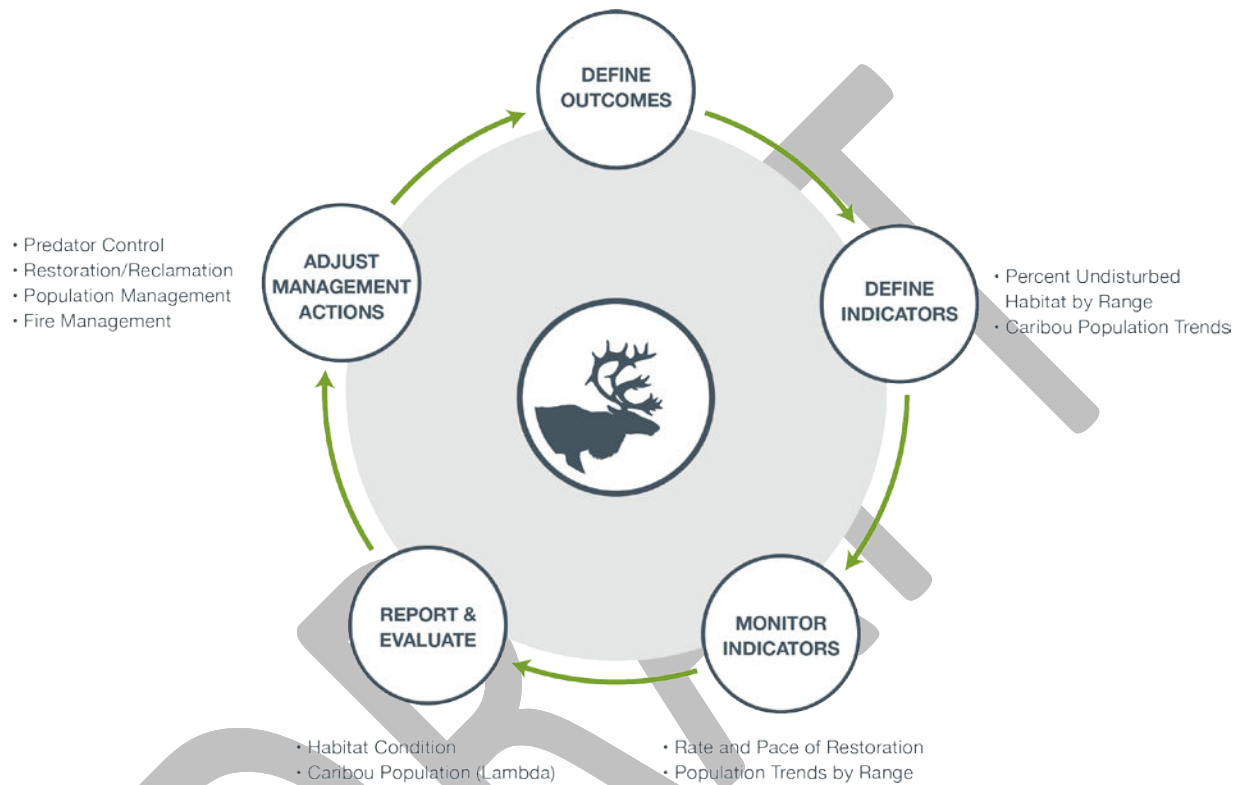 DEFINE
OUTCOMES
DEFINE
INDICATORS
• Percent Undisturbed
Habitat by Range
• Caribou Population Trends
MONITOR
INDICATORS
• Rate and Pace of Restoration
• Population Trends by Range
REPORT &
EVALUATE
• Habitat Condition
• Caribou Population (Lambda)
ADJUST
MANAGEMENT
ACTIONS
• Predator Control
• Restoration/Reclamation
• Population Management
• Fire Management